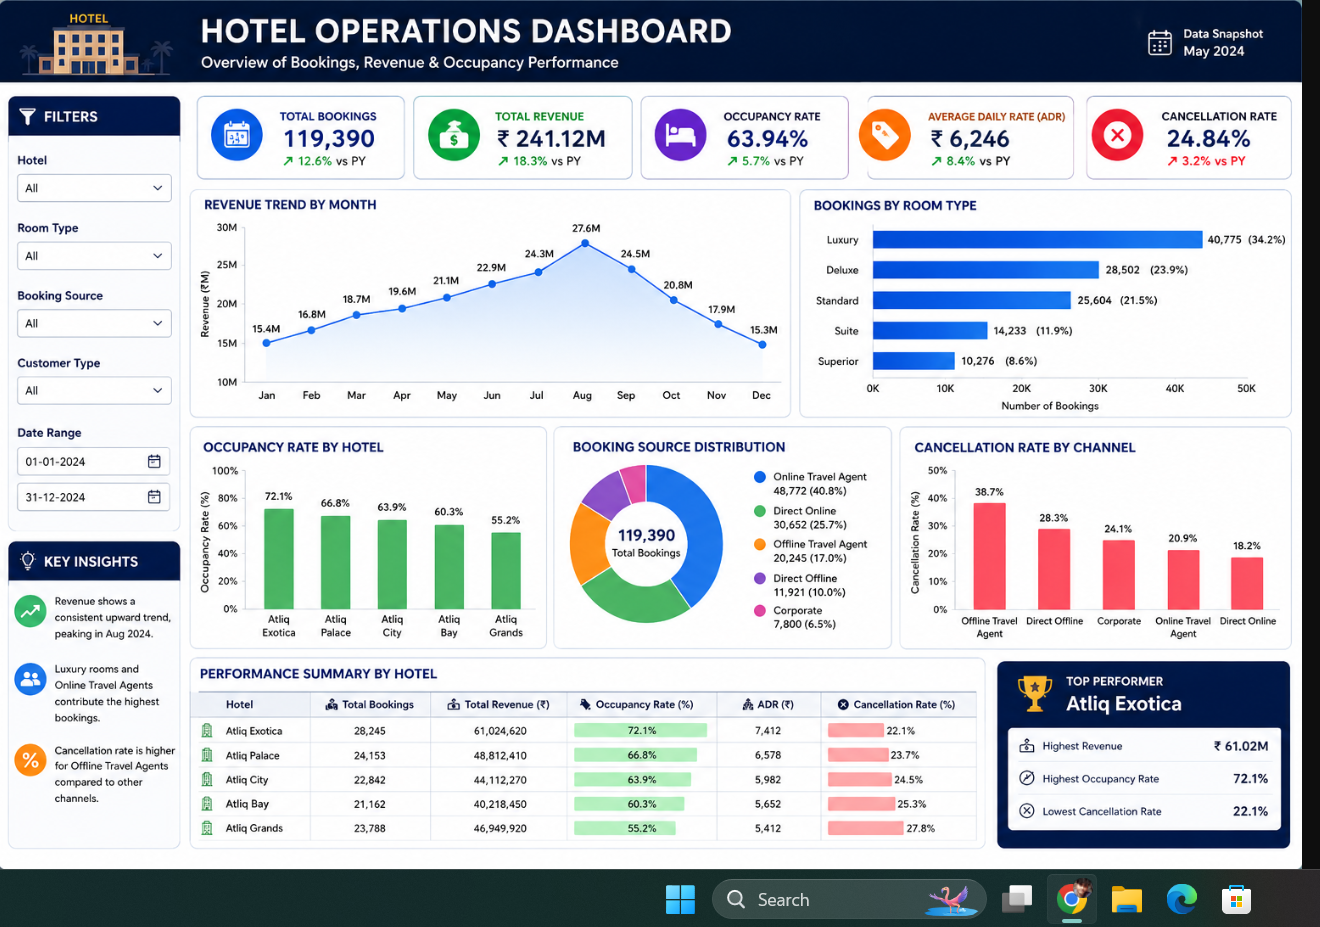 HOTEL
HOTEL OPERATIONS DASHBOARD
Overview of Bookings, Revenue & Occupancy Performance
Data Snapshot
May 2024
FILTERS
Hotel
All
Room Type
All
Booking Source
All
Customer Type
All
Date Range
01-01-2024
31-12-2024
KEY INSIGHTS
Revenue shows a
consistent upward trend,
peaking in Aug 2024.
Luxury rooms and
Online Travel Agents
contribute the highest
bookings.
%
Cancellation rate is higher
for Offline Travel Agents
compared to other
channels.
TOTAL BOOKINGS
119,390
↗ 12.6% vs PY
$
TOTAL REVENUE
₹ 241.12M
↗ 18.3% vs PY
OCCUPANCY RATE
63.94%
↗ 5.7% vs PY
AVERAGE DAILY RATE (ADR)
₹ 6,246
↗ 8.4% vs PY
CANCELLATION RATE
24.84%
↗ 3.2% vs PY
REVENUE TREND BY MONTH
Revenue (₹M)
30M
25M
20M
15M
10M
15.4M
16.8M
18.7M
19.6M
21.1M
22.9M
24.3M
27.6M
24.5M
20.8M
17.9M
15.3M
Jan Feb Mar Apr May Jun Jul Aug Sep Oct Nov Dec
BOOKINGS BY ROOM TYPE
Luxury 40,775 (34.2%)
Deluxe 28,502 (23.9%)
Standard 25,604 (21.5%)
Suite 14,233 (11.9%)
Superior 10,276 (8.6%)
0K 10K 20K 30K 40K 50K
Number of Bookings
OCCUPANCY RATE BY HOTEL
Occupancy Rate (%)
100%
80%
60%
40%
20%
0%
72.1%
66.8%
63.9%
60.3%
55.2%
Atliq Atliq Atliq Atliq Atliq
Exotica Palace City Bay Grands
BOOKING SOURCE DISTRIBUTION
119,390
Total Bookings
Online Travel Agent
48,772 (40.8%)
Direct Online
30,652 (25.7%)
Offline Travel Agent
20,245 (17.0%)
Direct Offline
11,921 (10.0%)
Corporate
7,800 (6.5%)
CANCELLATION RATE BY CHANNEL
Cancellation Rate (%)
50%
40%
30%
20%
10%
0%
38.7%
28.3%
24.1%
20.9%
18.2%
Offline Travel Direct Offline Corporate Online Travel Direct Online
Agent Agent
PERFORMANCE SUMMARY BY HOTEL
Hotel Total Bookings Total Revenue (₹) Occupancy Rate (%) ADR (₹) Cancellation Rate (%)
Atliq Exotica 28,245 61,024,620 72.1% 7,412 22.1%
Atliq Palace 24,153 48,812,410 66.8% 6,578 23.7%
Atliq City 22,842 44,112,270 63.9% 5,982 24.5%
Atliq Bay 21,162 40,218,450 60.3% 5,652 25.3%
Atliq Grands 23,788 46,949,920 55.2% 5,412 27.8%
TOP PERFORMER
Atliq Exotica
Highest Revenue ₹ 61.02M
Highest Occupancy Rate 72.1%
Lowest Cancellation Rate 22.1%
Search